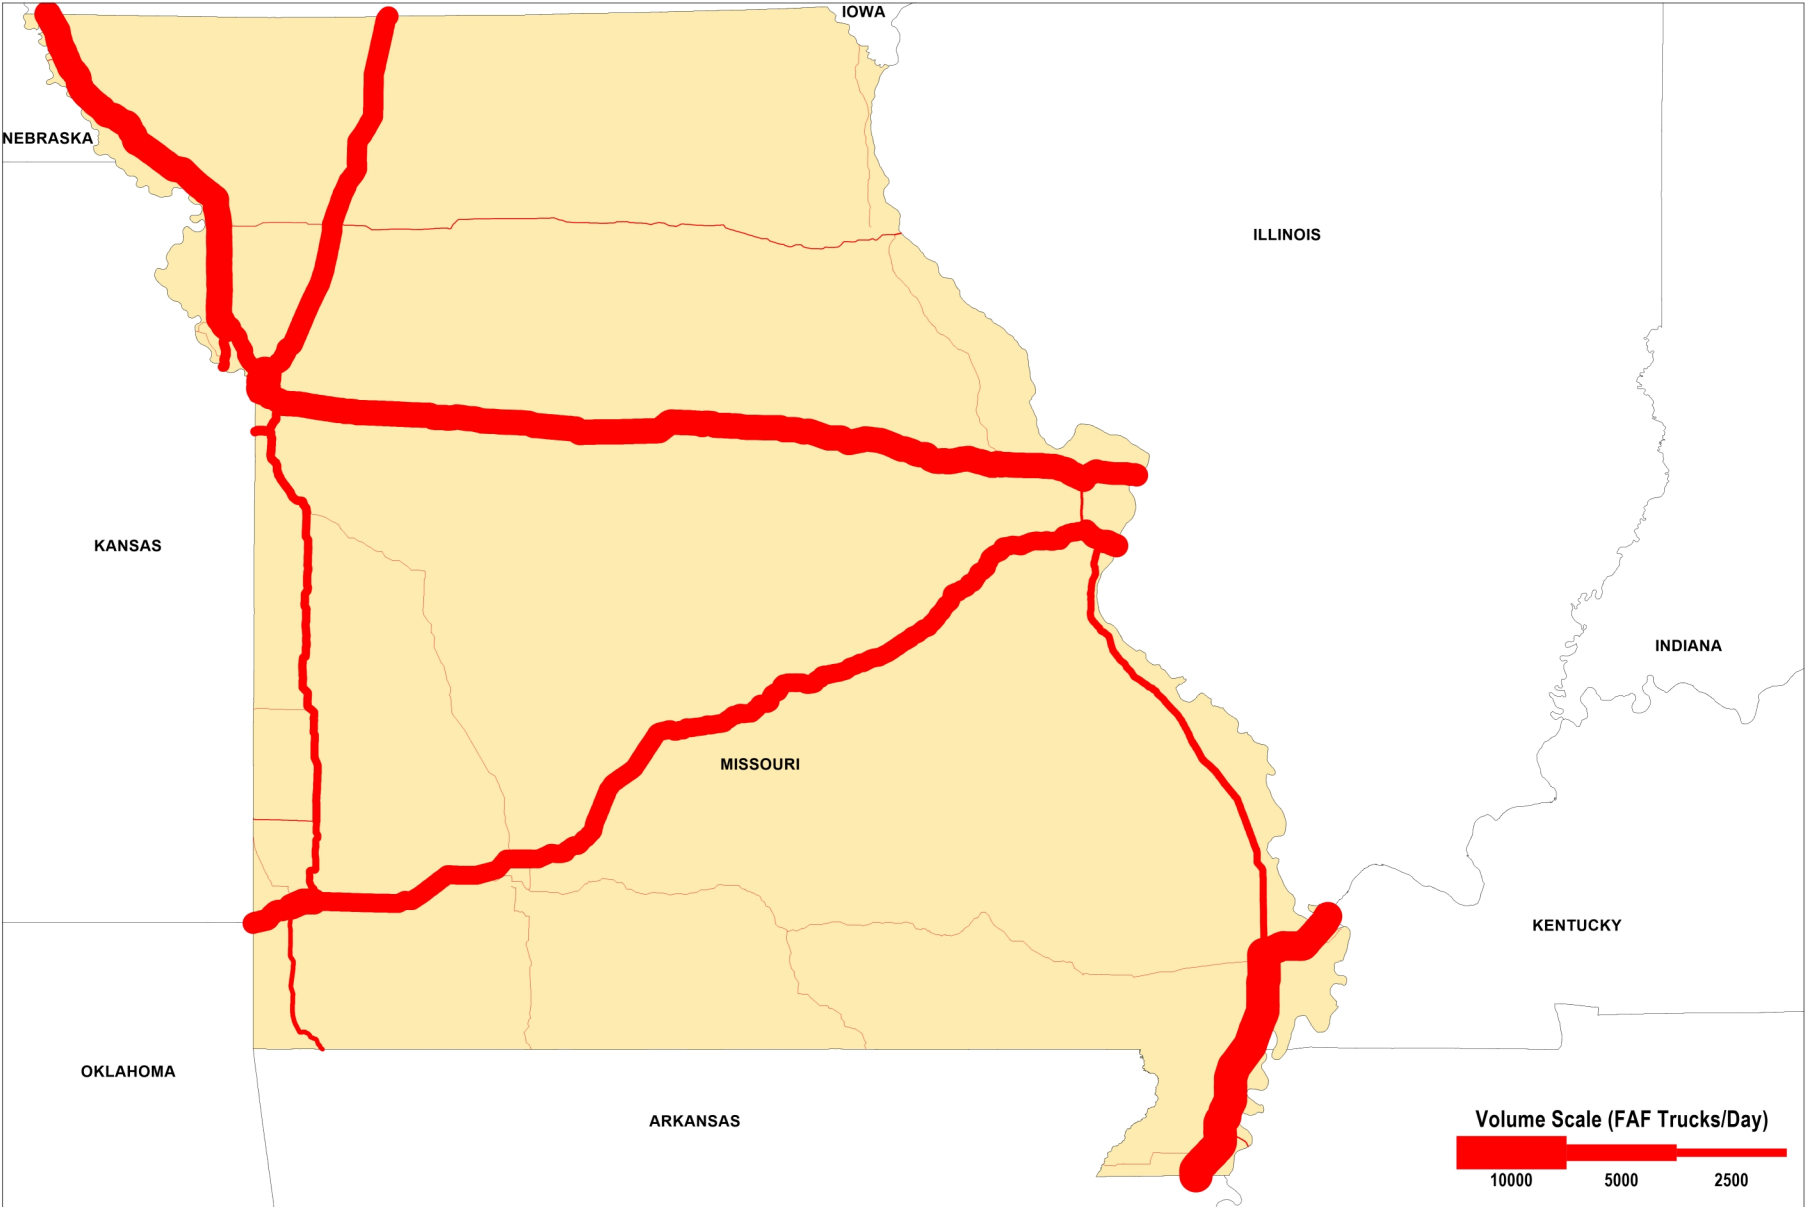 IOWA
NEBRASKA
ILLINOIS
KANSAS
INDIANA
MISSOURI
KENTUCKY
OKLAHOMA
ARKANSAS
Volume Scale (FAF Trucks/Day)
10000 5000 2500